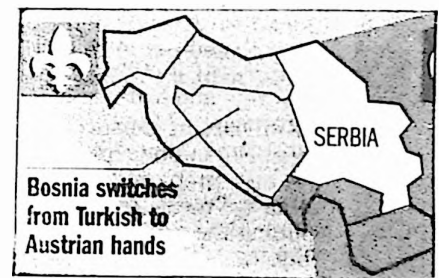 SERBIA
Bosnia switches
from Turkish to
Austrian hands